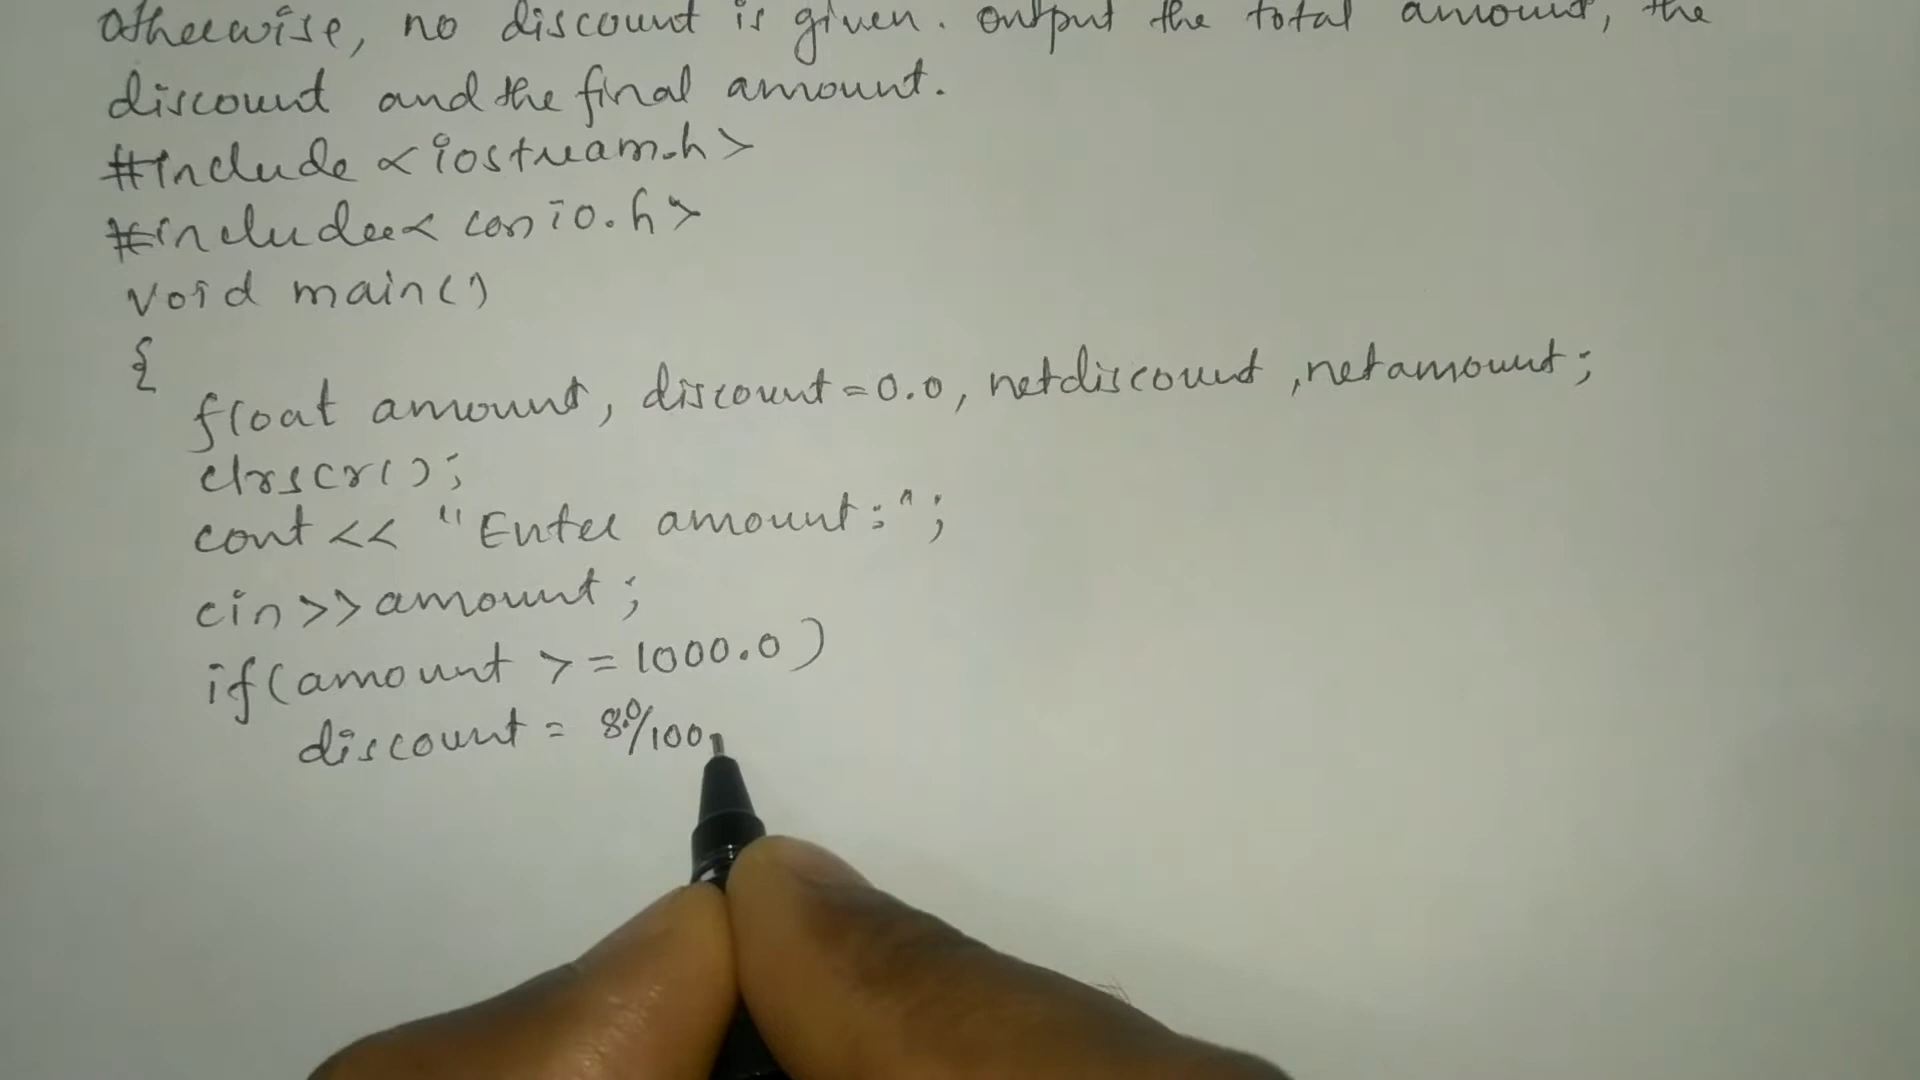 Otherwise, no discount is given. Output the total amount, the
discount and the final amount.
#include <iostream.h>
#include <conio.h>
void main()
{
float amount, discount=0.0, netdiscount, netamount;
clrscr();
cout << "Enter amount:";
cin>>amount;
if(amount >=1000.0)
discount = 8.0/100.